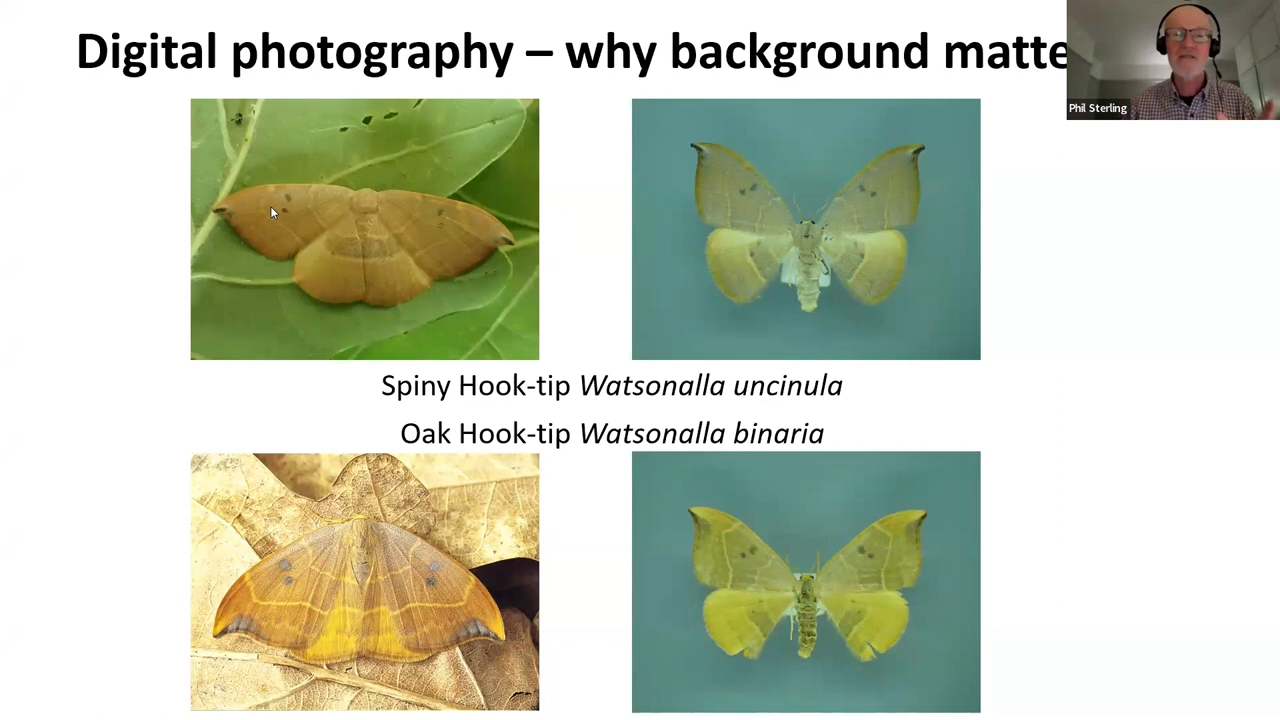 Digital photography – why background matte
Phil Sterling
Spiny Hook-tip Watsonalla uncinula
Oak Hook-tip Watsonalla binaria